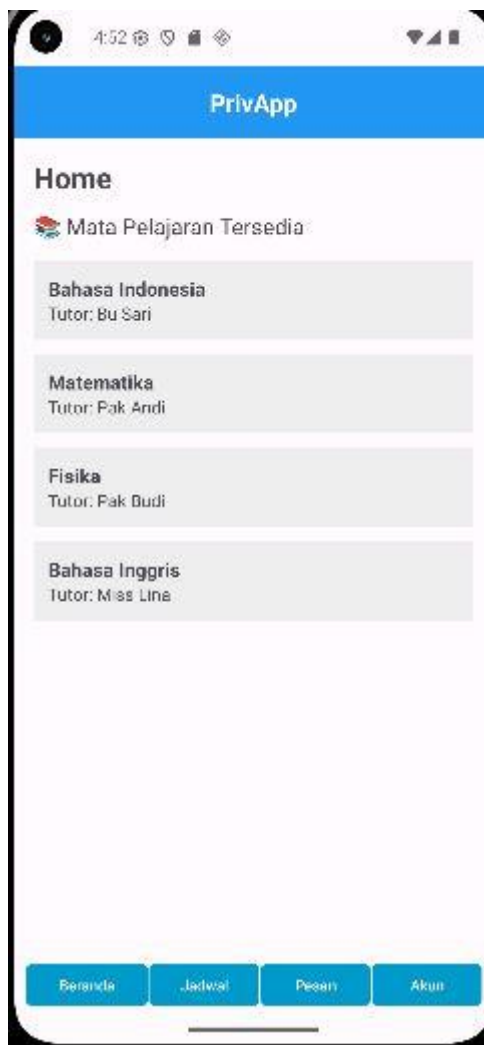 4:52
PrivApp
Home
📚 Mata Pelajaran Tersedia
Bahasa Indonesia
Tutor: Bu Sari
Matematika
Tutor: Pak Andi
Fisika
Tutor: Pak Budi
Bahasa Inggris
Tutor: Miss Lina
Beranda Jadwal Pesan Akun